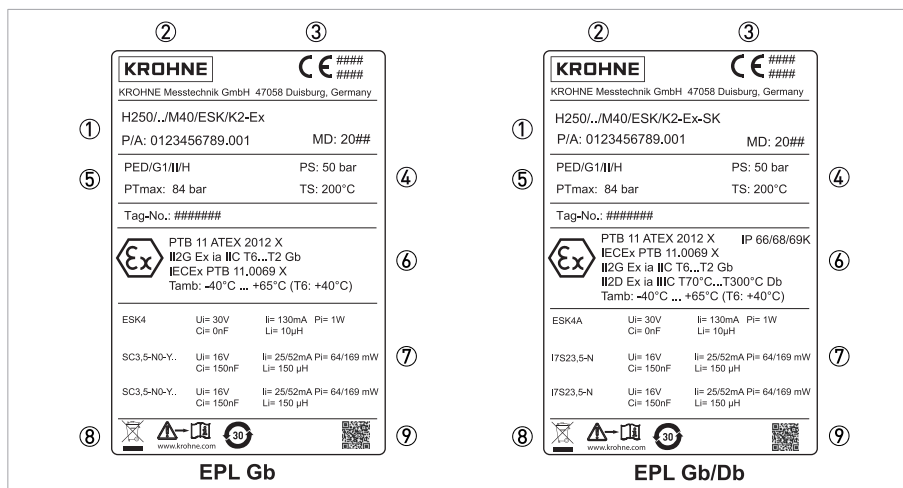 ② ③
KROHNE CE ####
####
KROHNE Messtechnik GmbH 47058 Duisburg, Germany
① H250/../M40/ESK/K2-Ex
P/A: 0123456789.001 MD: 20##
⑤ PED/G1/II/H PS: 50 bar ④
PTmax: 84 bar TS: 200°C
Tag-No.: #######
Ex PTB 11 ATEX 2012 X
II2G Ex ia IIC T6...T2 Gb ⑥
IECEx PTB 11.0069 X
Tamb: -40°C ... +65°C (T6: +40°C)
ESK4 Ui= 30V Ii= 130mA Pi= 1W
Ci= 0nF Li= 10µH
SC3,5-N0-Y.. Ui= 16V Ii= 25/52mA Pi= 64/169 mW ⑦
Ci= 150nF Li= 150 µH
SC3,5-N0-Y.. Ui= 16V Ii= 25/52mA Pi= 64/169 mW
Ci= 150nF Li= 150 µH
⑧ 30 ⑨
www.krohne.com
EPL Gb
② ③
KROHNE CE ####
####
KROHNE Messtechnik GmbH 47058 Duisburg, Germany
① H250/../M40/ESK/K2-Ex-SK
P/A: 0123456789.001 MD: 20##
⑤ PED/G1/II/H PS: 50 bar ④
PTmax: 84 bar TS: 200°C
Tag-No.: #######
Ex PTB 11 ATEX 2012 X IP 66/68/69K
IECEx PTB 11.0069 X
II2G Ex ia IIC T6...T2 Gb ⑥
II2D Ex ia IIIC T70°C...T300°C Db
Tamb: -40°C ... +65°C (T6: +40°C)
ESK4A Ui= 30V Ii= 130mA Pi= 1W
Ci= 0nF Li= 10µH
I7S23,5-N Ui= 16V Ii= 25/52mA Pi= 64/169 mW ⑦
Ci= 150nF Li= 150 µH
I7S23,5-N Ui= 16V Ii= 25/52mA Pi= 64/169 mW
Ci= 150nF Li= 150 µH
⑧ 30 ⑨
www.krohne.com
EPL Gb/Db